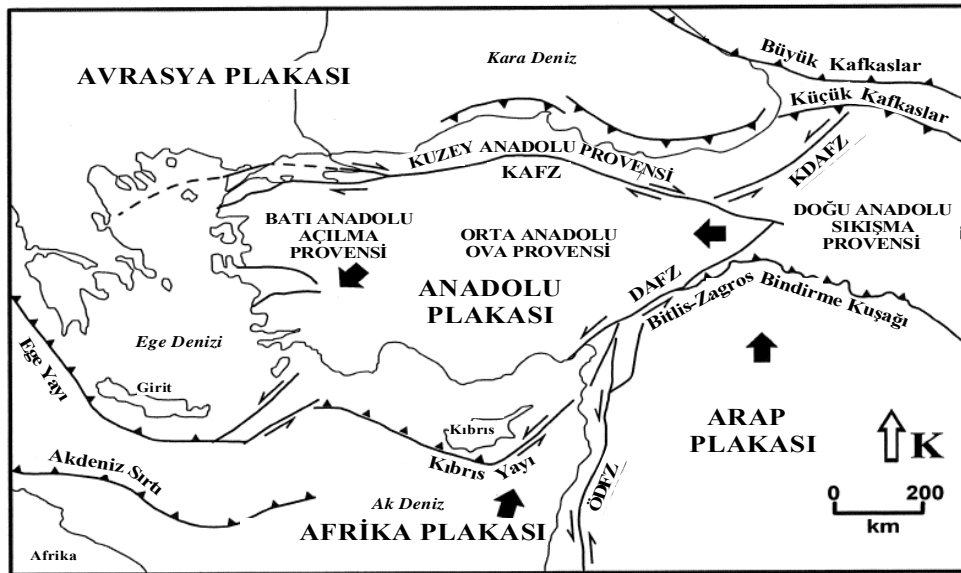 Kara Deniz
Büyük Kafkaslar
AVRASYA PLAKASI
Küçük Kafkaslar
KUZEY ANADOLU PROVENSİ
KAFZ
KDAFZ
BATI ANADOLU
AÇILMA
PROVENSİ
ORTA ANADOLU
OVA PROVENSİ
DOĞU ANADOLU
SIKIŞMA
PROVENSİ
ANADOLU
PLAKASI
DAFZ
Bitlis-Zagros Bindirme Kuşağı
Ege Denizi
Ege Yayı
Girit
Kıbrıs
Kıbrıs Yayı
ARAP
PLAKASI
K
Akdeniz Sırtı
Ak Deniz
ÖDFZ
AFRİKA PLAKASI
Afrika
0 200
km